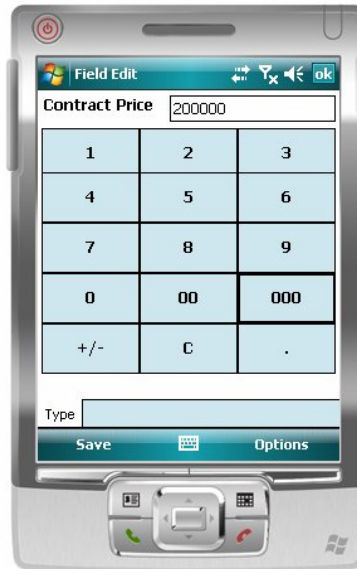 Field Edit ok
Contract Price 200000
1 2 3
4 5 6
7 8 9
0 00 000
+/- C .
Type
Save Options